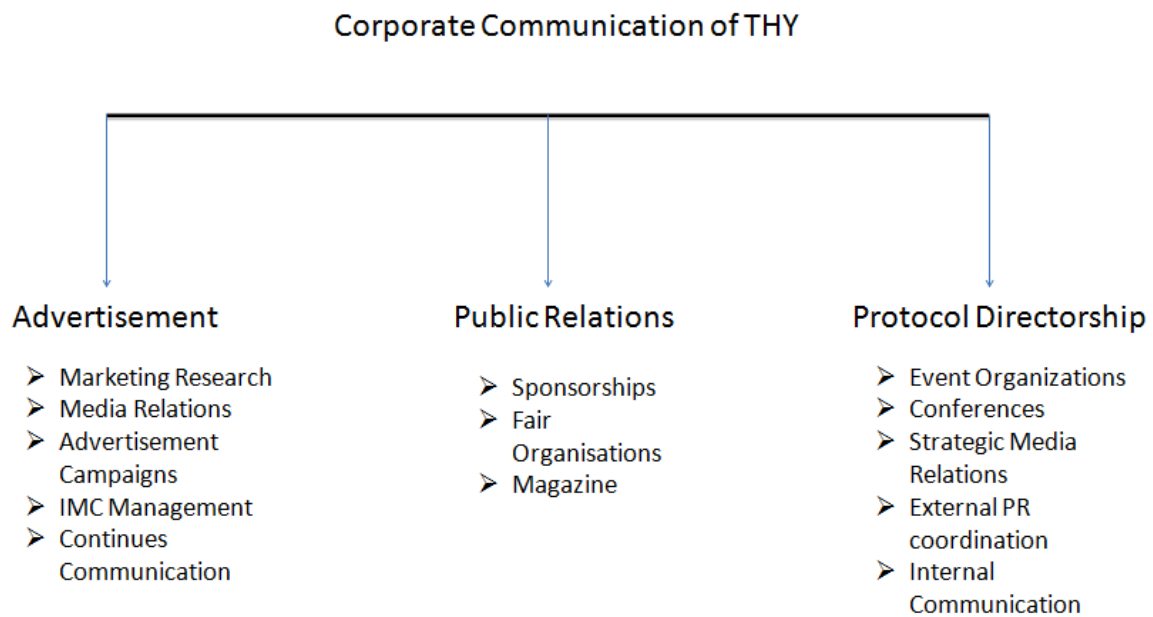 Corporate Communication of THY
Advertisement
➢ Marketing Research
➢ Media Relations
➢ Advertisement
Campaigns
➢ IMC Management
➢ Continues
Communication
Public Relations
➢ Sponsorships
➢ Fair
Organisations
➢ Magazine
Protocol Directorship
➢ Event Organizations
➢ Conferences
➢ Strategic Media
Relations
➢ External PR
coordination
➢ Internal
Communication